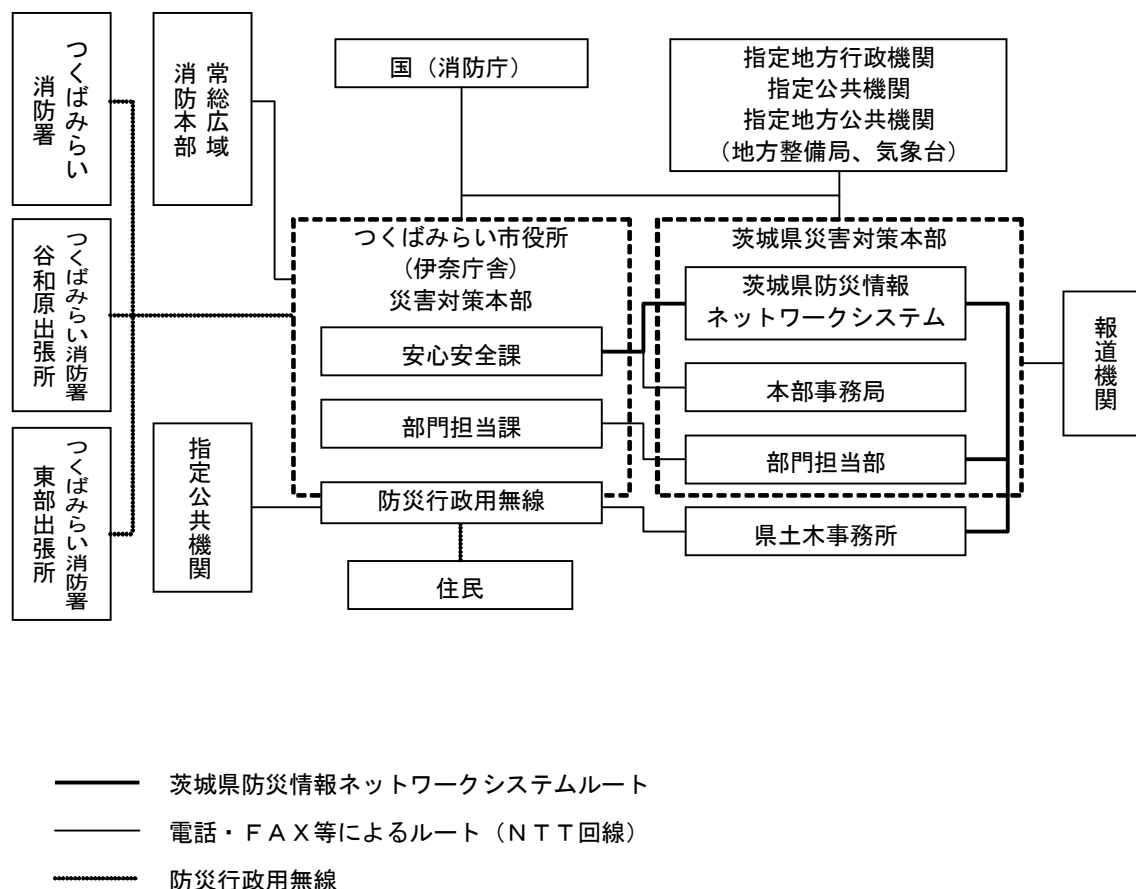 つくばみらい
消防署
常総広域
消防本部
国（消防庁）
指定地方行政機関
指定公共機関
指定地方公共機関
（地方整備局、気象台）
つくばみらい消防署
谷和原出張所
つくばみらい市役所
（伊奈庁舎）
災害対策本部
安心安全課
部門担当課
防災行政用無線
住民
茨城県災害対策本部
茨城県防災情報
ネットワークシステム
本部事務局
部門担当部
県土木事務所
報道機関
つくばみらい消防署
東部出張所
指定公共機関
茨城県防災情報ネットワークシステムルート
電話・ＦＡＸ等によるルート（ＮＴＴ回線）
防災行政用無線